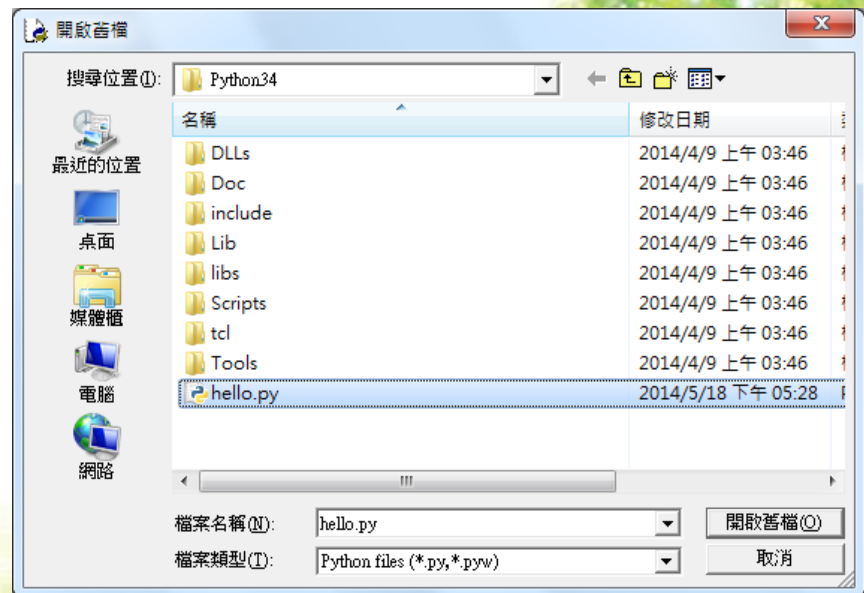 開啟舊檔
搜尋位置(I): Python34
名稱 修改日期
DLLs 2014/4/9 上午 03:46
Doc 2014/4/9 上午 03:46
include 2014/4/9 上午 03:46
Lib 2014/4/9 上午 03:46
libs 2014/4/9 上午 03:46
Scripts 2014/4/9 上午 03:46
tcl 2014/4/9 上午 03:46
Tools 2014/4/9 上午 03:46
hello.py 2014/5/18 下午 05:28
最近的位置
桌面
媒體櫃
電腦
網路
檔案名稱(N): hello.py 開啟舊檔(O)
檔案類型(T): Python files (*.py,*.pyw) 取消